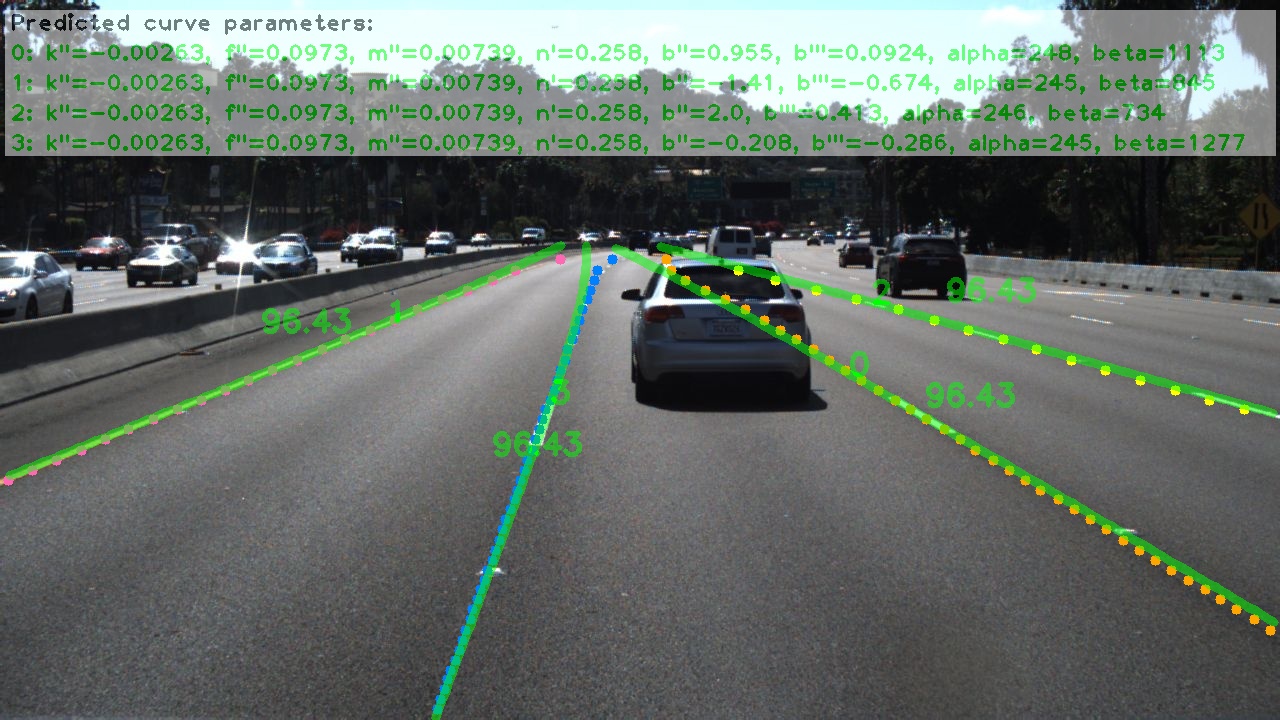 Predicted curve parameters:
0: k''=-0.00263, f''=0.0973, m''=0.00739, n'=0.258, b''=0.955, b'''=0.0924, alpha=248, beta=1113
1: k''=-0.00263, f''=0.0973, m''=0.00739, n'=0.258, b''=-1.41, b'''=-0.674, alpha=245, beta=845
2: k''=-0.00263, f''=0.0973, m''=0.00739, n'=0.258, b''=2.0, b'''=0.413, alpha=246, beta=734
3: k''=-0.00263, f''=0.0973, m''=0.00739, n'=0.258, b''=-0.208, b'''=-0.286, alpha=245, beta=1277
2 96.43
1
96.43
0
96.43
3
96.43